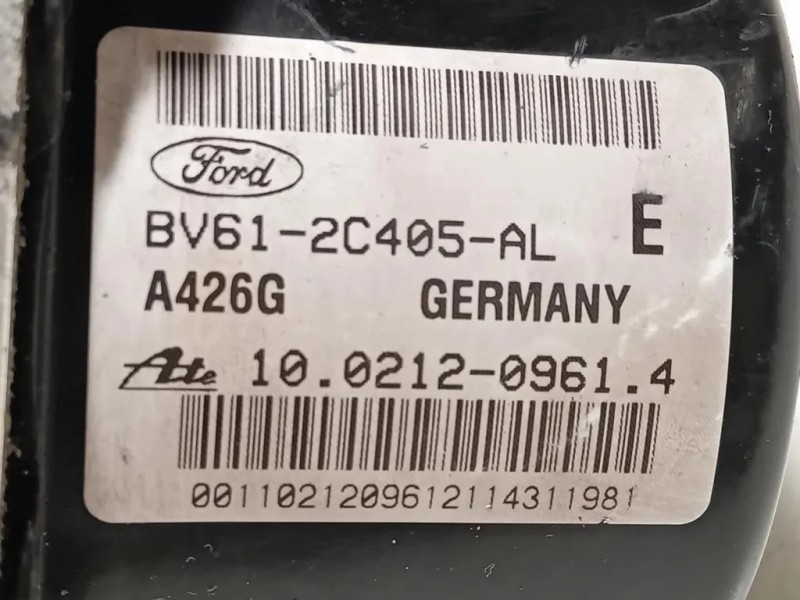 Ford
BV61-2C405-AL E
A426G GERMANY
Ate 10.0212-0961.4
0011021209612114311981